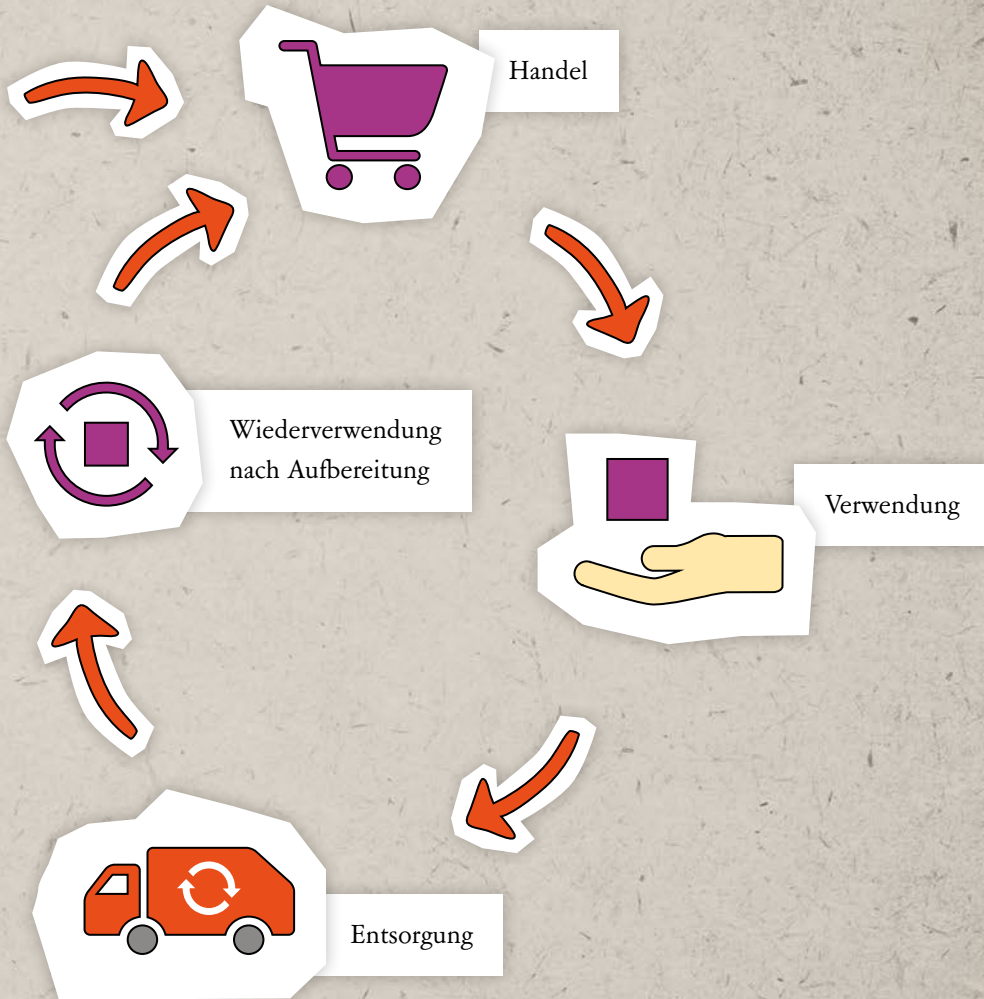 Handel
Wiederverwendung
nach Aufbereitung
Verwendung
Entsorgung